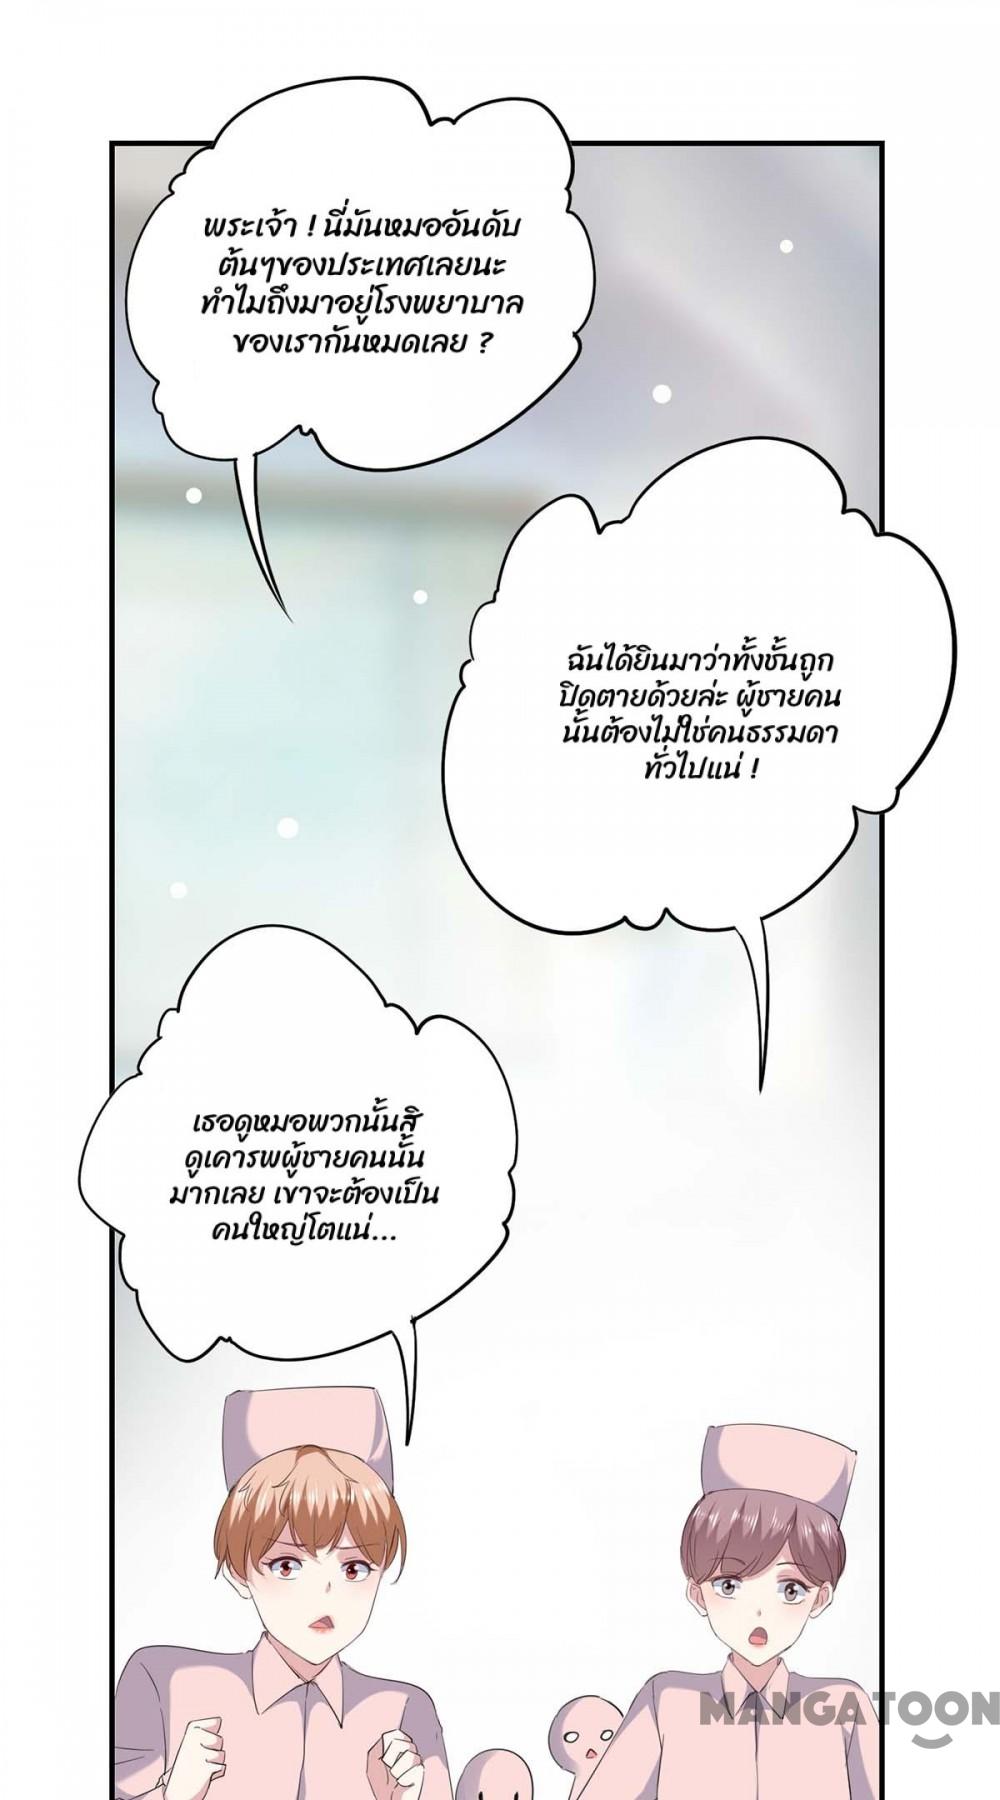 พระเจ้า ! นี่มันหมออันดับ
ต้นๆของประเทศเลยนะ
ทำไมถึงมาอยู่โรงพยาบาล
ของเรากันหมดเลย ?
ฉันได้ยินมาว่าทั้งชั้นถูก
ปิดตายด้วยล่ะ ผู้ชายคน
นั้นต้องไม่ใช่คนธรรมดา
ทั่วไปแน่ !
เธอดูหมอพวกนั้นสิ
ดูเคารพผู้ชายคนนั้น
มากเลย เขาจะต้องเป็น
คนใหญ่โตแน่...
MANGATOON